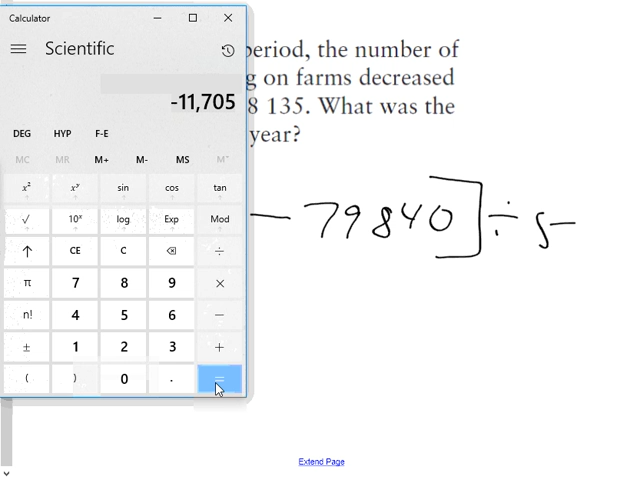 Calculator
Scientific
period, the number of
g on farms decreased
-11,705
8 135. What was the
year?
DEG HYP F-E
MC MR M+ M- MS
x² xʸ sin cos tan
√ 10ˣ log Exp Mod
↑ CE C ÷
π 7 8 9 ×
n! 4 5 6 −
± 1 2 3 +
( ) 0 . =
— 79840] ÷ 5
Extend Page